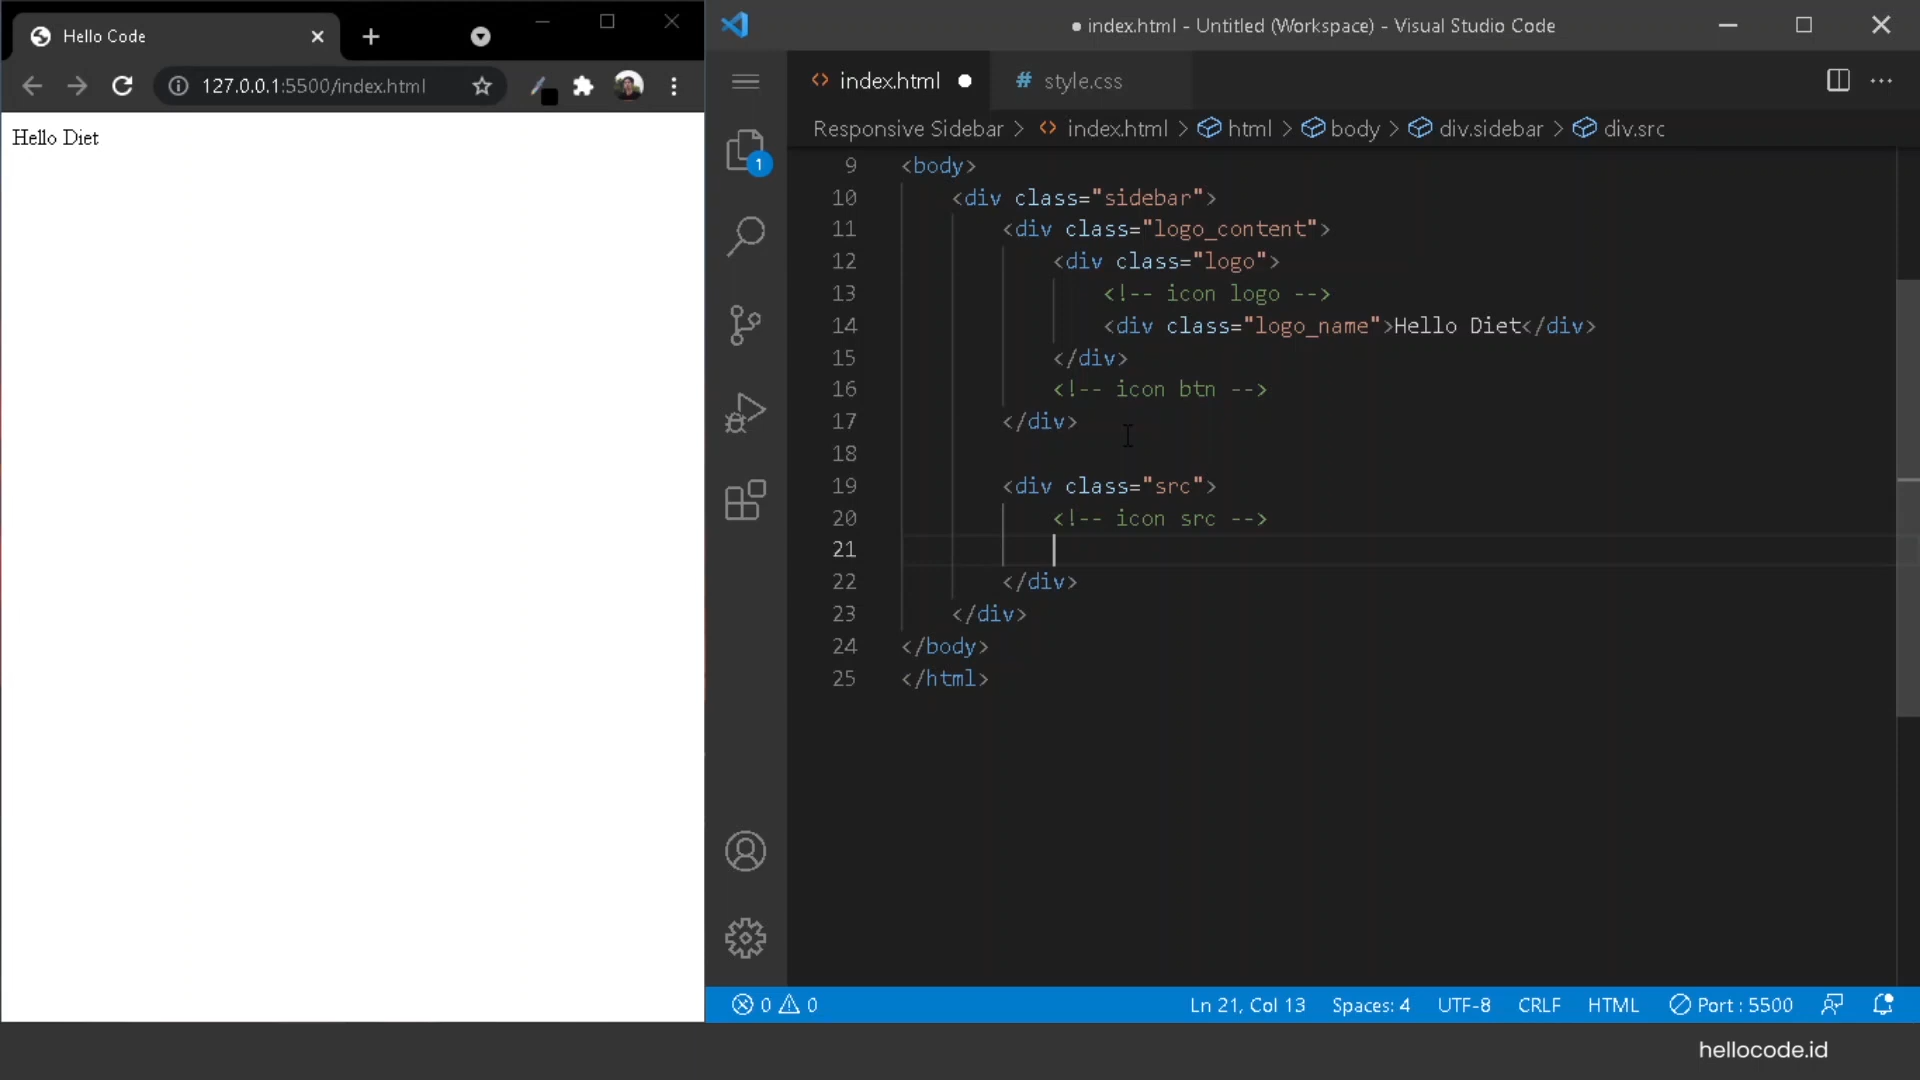 Hello Code
127.0.0.1:5500/index.html
Hello Diet
● index.html - Untitled (Workspace) - Visual Studio Code
<> index.html ●
# style.css
Responsive Sidebar > <> index.html > html > body > div.sidebar > div.src
1
9 <body>
10 <div class="sidebar">
11 <div class="logo_content">
12 <div class="logo">
13 <!-- icon logo -->
14 <div class="logo_name">Hello Diet</div>
15 </div>
16 <!-- icon btn -->
17 </div>
18
19 <div class="src">
20 <!-- icon src -->
21
22 </div>
23 </div>
24 </body>
25 </html>
0 0 Ln 21, Col 13 Spaces: 4 UTF-8 CRLF HTML Port : 5500
hellocode.id